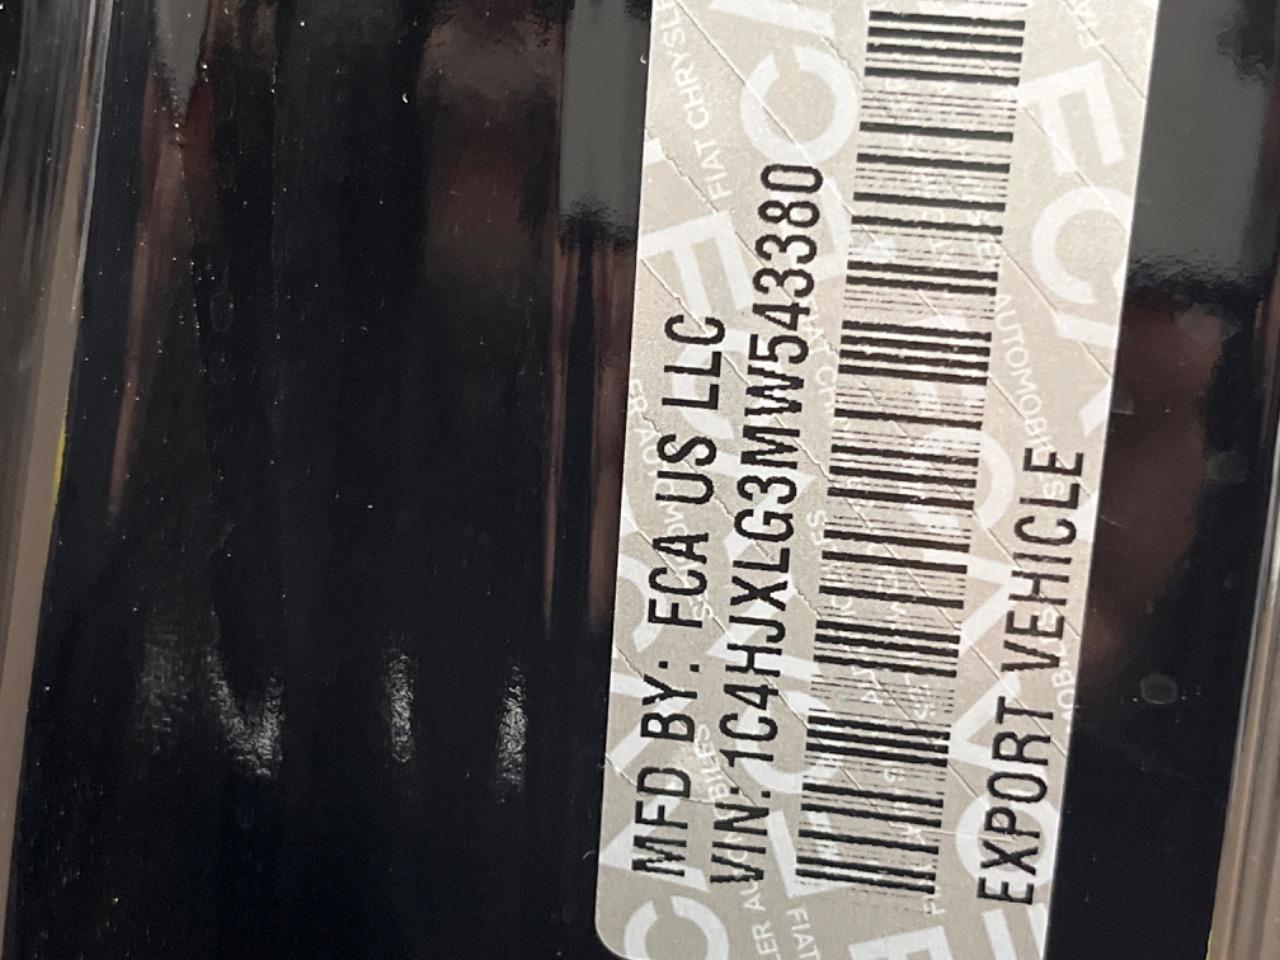 MFD BY: FCA US LLC
VIN: 1C4HJXLG3MW543380
EXPORT VEHICLE